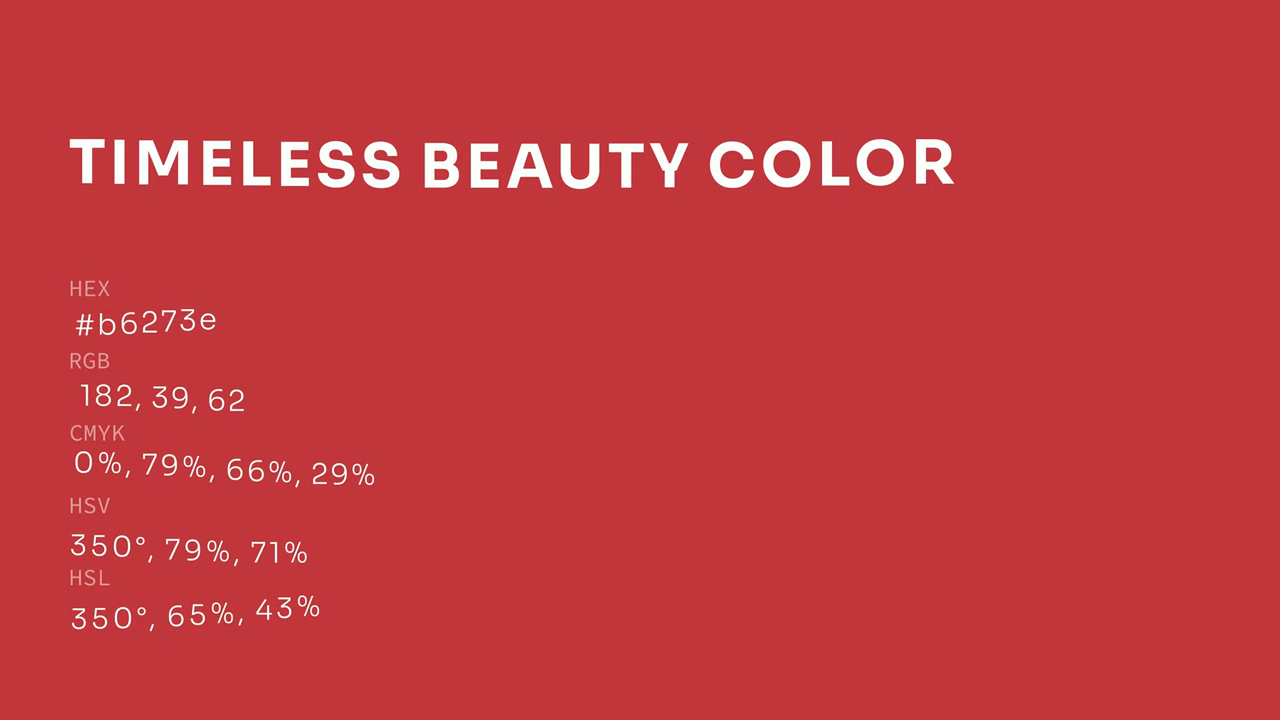 TIMELESS BEAUTY COLOR
HEX
#b6273e
RGB
182, 39, 62
CMYK
0%, 79%, 66%, 29%
HSV
350°, 79%, 71%
HSL
350°, 65%, 43%